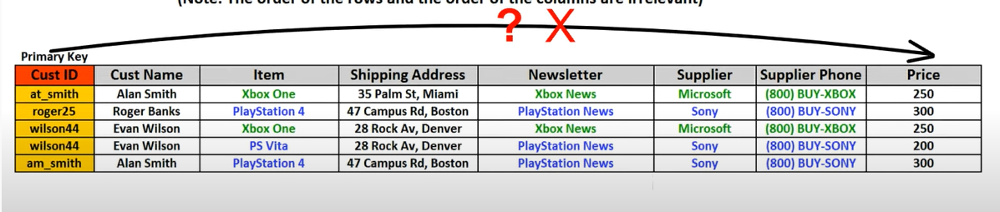 (Note: The order of the rows and the order of the columns are irrelevant)
? X
Primary Key
Cust ID Cust Name Item Shipping Address Newsletter Supplier Supplier Phone Price
at_smith Alan Smith Xbox One 35 Palm St, Miami Xbox News Microsoft (800) BUY-XBOX 250
roger25 Roger Banks PlayStation 4 47 Campus Rd, Boston PlayStation News Sony (800) BUY-SONY 300
wilson44 Evan Wilson Xbox One 28 Rock Av, Denver Xbox News Microsoft (800) BUY-XBOX 250
wilson44 Evan Wilson PS Vita 28 Rock Av, Denver PlayStation News Sony (800) BUY-SONY 200
am_smith Alan Smith PlayStation 4 47 Campus Rd, Boston PlayStation News Sony (800) BUY-SONY 300